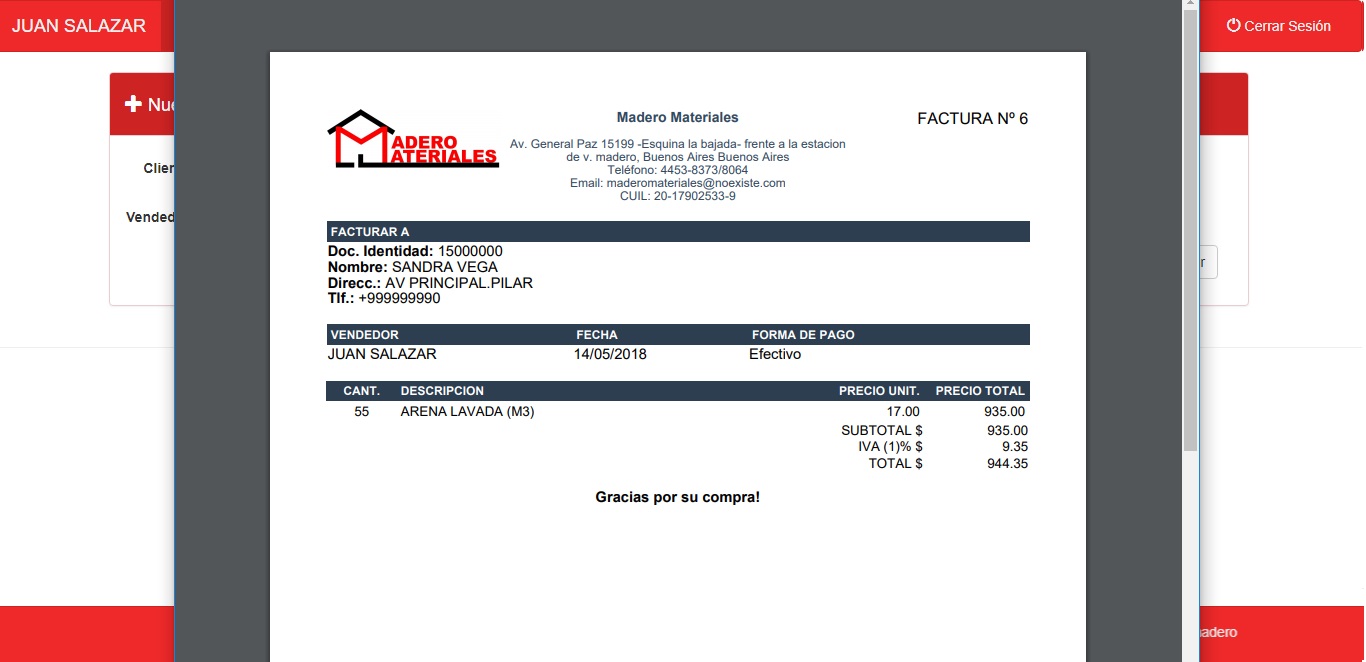 JUAN SALAZAR
Cerrar Sesión
MADERO
MATERIALES
Madero Materiales
Av. General Paz 15199 -Esquina la bajada- frente a la estacion
de v. madero, Buenos Aires Buenos Aires
Teléfono: 4453-8373/8064
Email: maderomateriales@noexiste.com
CUIL: 20-17902533-9
FACTURA Nº 6
FACTURAR A
Doc. Identidad: 15000000
Nombre: SANDRA VEGA
Direcc.: AV PRINCIPAL.PILAR
Tlf.: +999999990
VENDEDOR FECHA FORMA DE PAGO
JUAN SALAZAR 14/05/2018 Efectivo
CANT. DESCRIPCION PRECIO UNIT. PRECIO TOTAL
55 ARENA LAVADA (M3) 17.00 935.00
SUBTOTAL $ 935.00
IVA (1)% $ 9.35
TOTAL $ 944.35
Gracias por su compra!